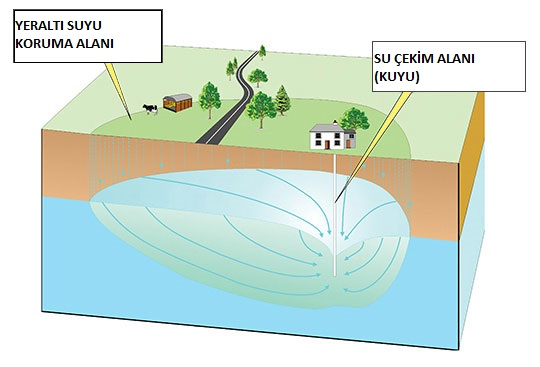 YERALTI SUYU
KORUMA ALANI
SU ÇEKİM ALANI
(KUYU)